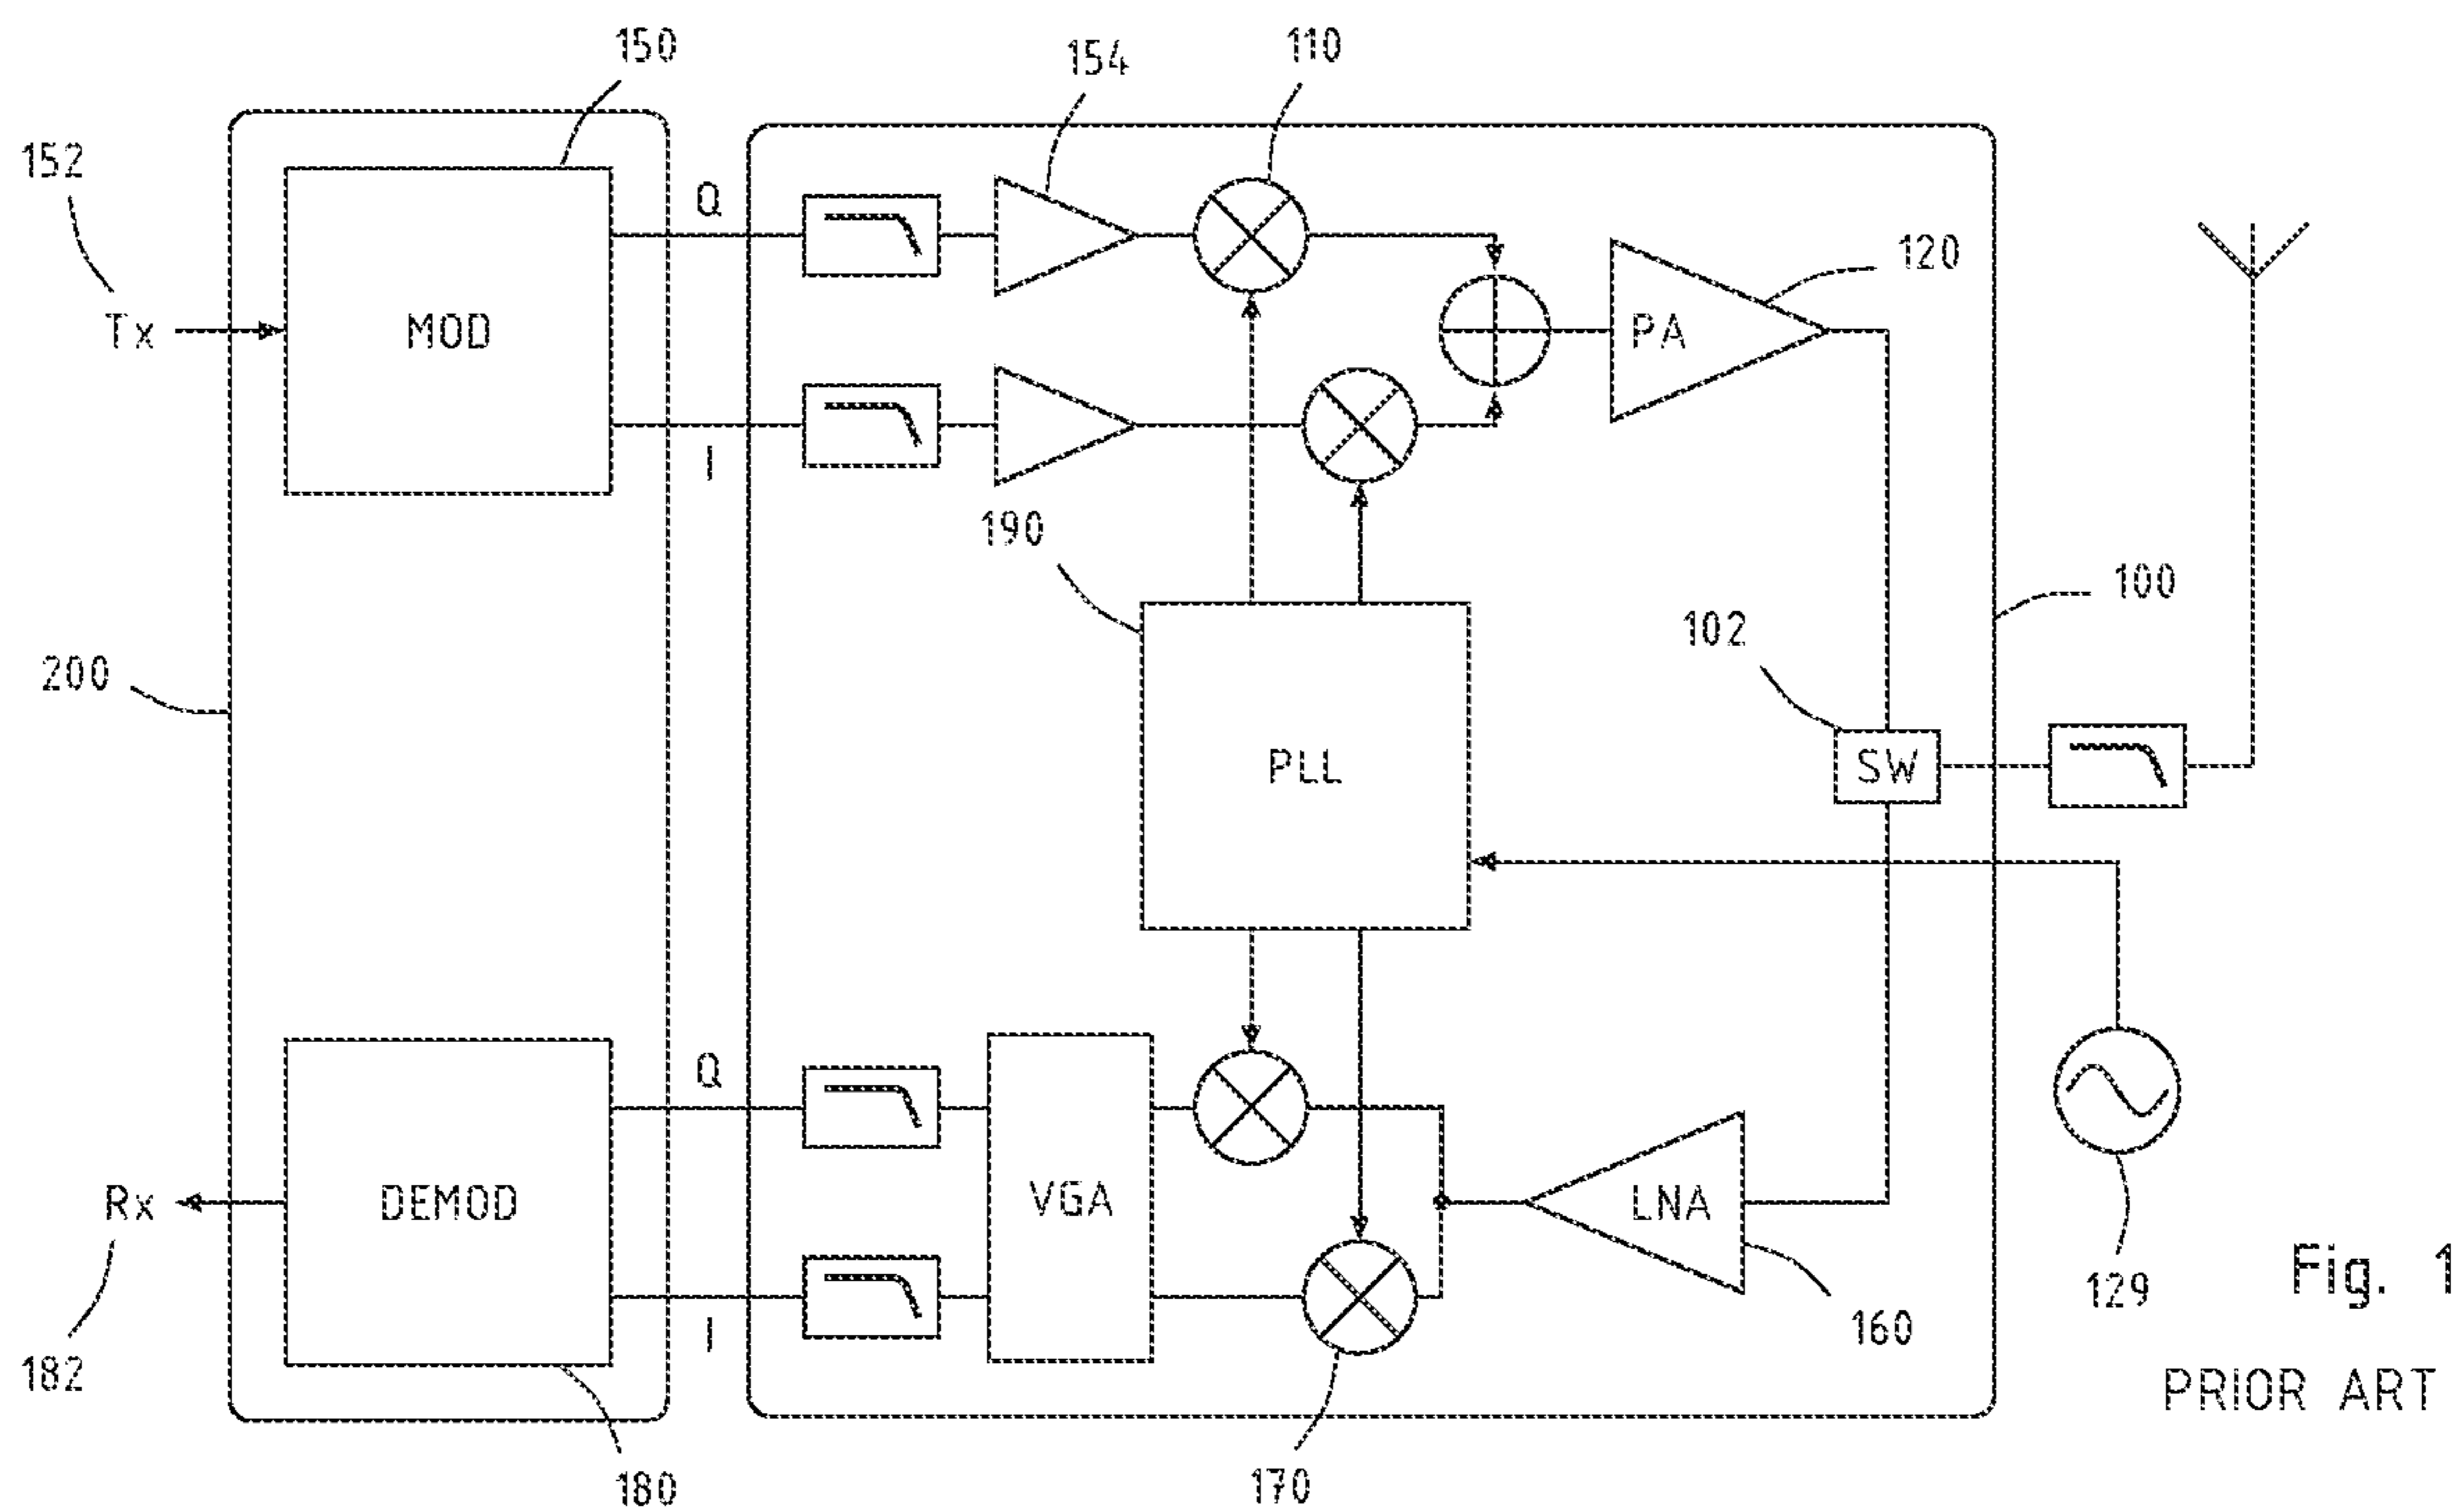 150
154
110
152
Q
120
Tx
MOD
PA
I
190
100
102
200
PLL
SW
Q
Rx
DEMOD
VGA
LNA
129
Fig. 1
160
I
182
PRIOR ART
180
170